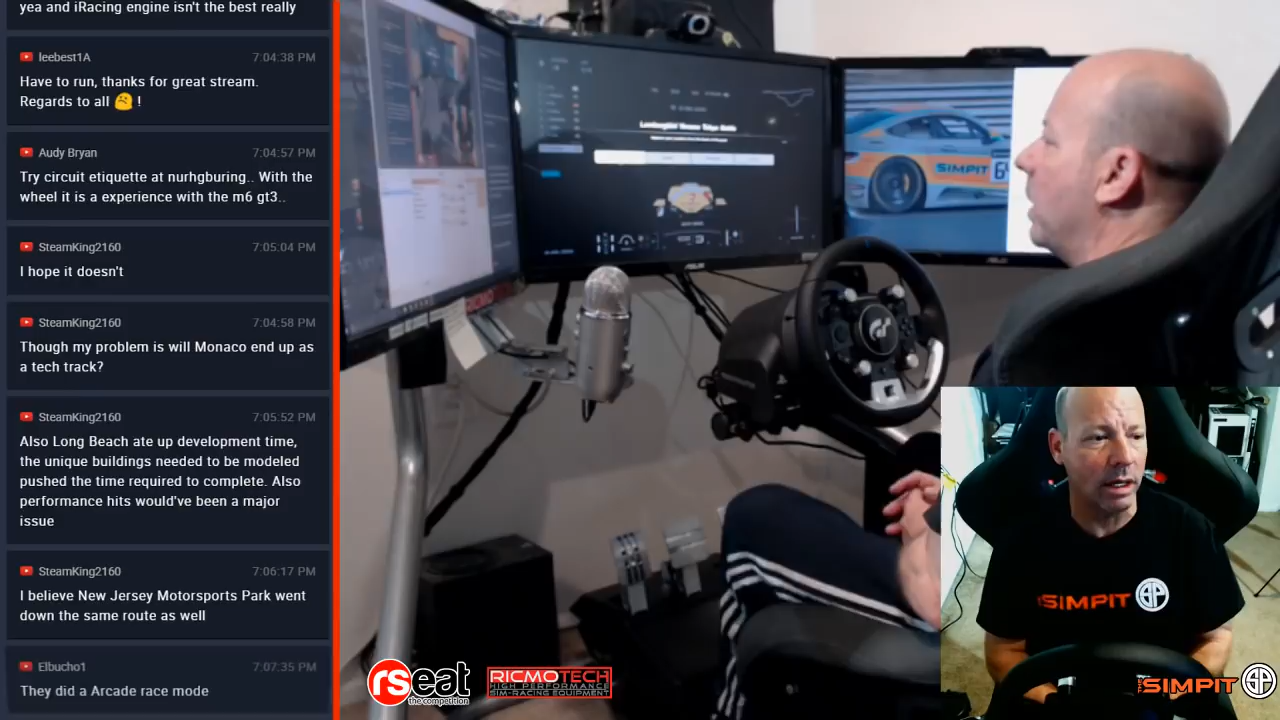 yea and iRacing engine isn't the best really
leebest1A 7:04:38 PM
Have to run, thanks for great stream.
Regards to all !
Audy Bryan 7:04:57 PM
Try circuit etiquette at nurhgburing.. With the
wheel it is a experience with the m6 gt3..
SteamKing2160 7:05:04 PM
I hope it doesn't
SteamKing2160 7:04:58 PM
Though my problem is will Monaco end up as
a tech track?
SteamKing2160 7:05:52 PM
Also Long Beach ate up development time,
the unique buildings needed to be modeled
pushed the time required to complete. Also
performance hits would've been a major
issue
SteamKing2160 7:06:17 PM
I believe New Jersey Motorsports Park went
down the same route as well
Elbucho1 7:07:35 PM
They did a Arcade race mode
SIMPIT
SIMPIT
rseat
the competition
RICMOTECH
HIGH PERFORMANCE
SIM-RACING EQUIPMENT
SIMPIT